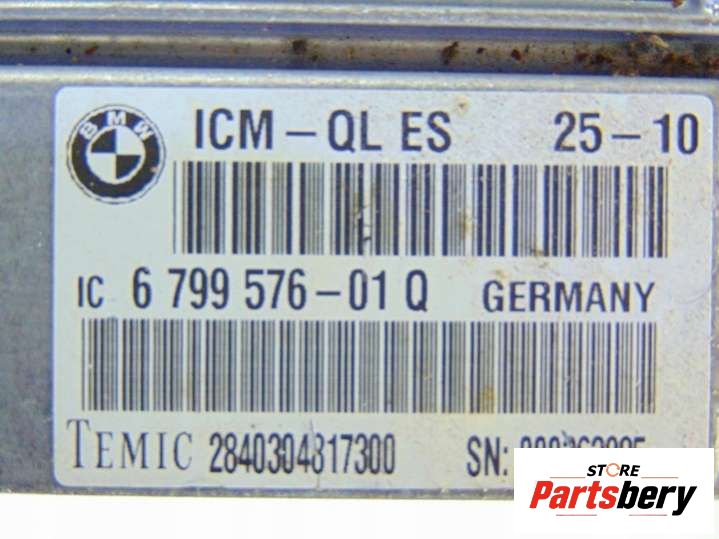 BMW
ICM – QL ES 25 – 10
IC 6 799 576 – 01 Q GERMANY
TEMIC 2840304817300 SN:
STORE
Partsbery